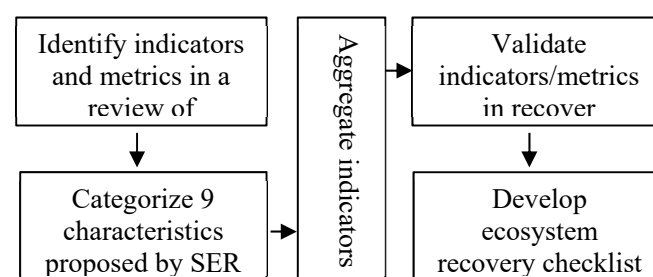 Identify indicators
and metrics in a
review of
Categorize 9
characteristics
proposed by SER
Aggregate indicators
Validate
indicators/metrics
in recover
Develop
ecosystem
recovery checklist